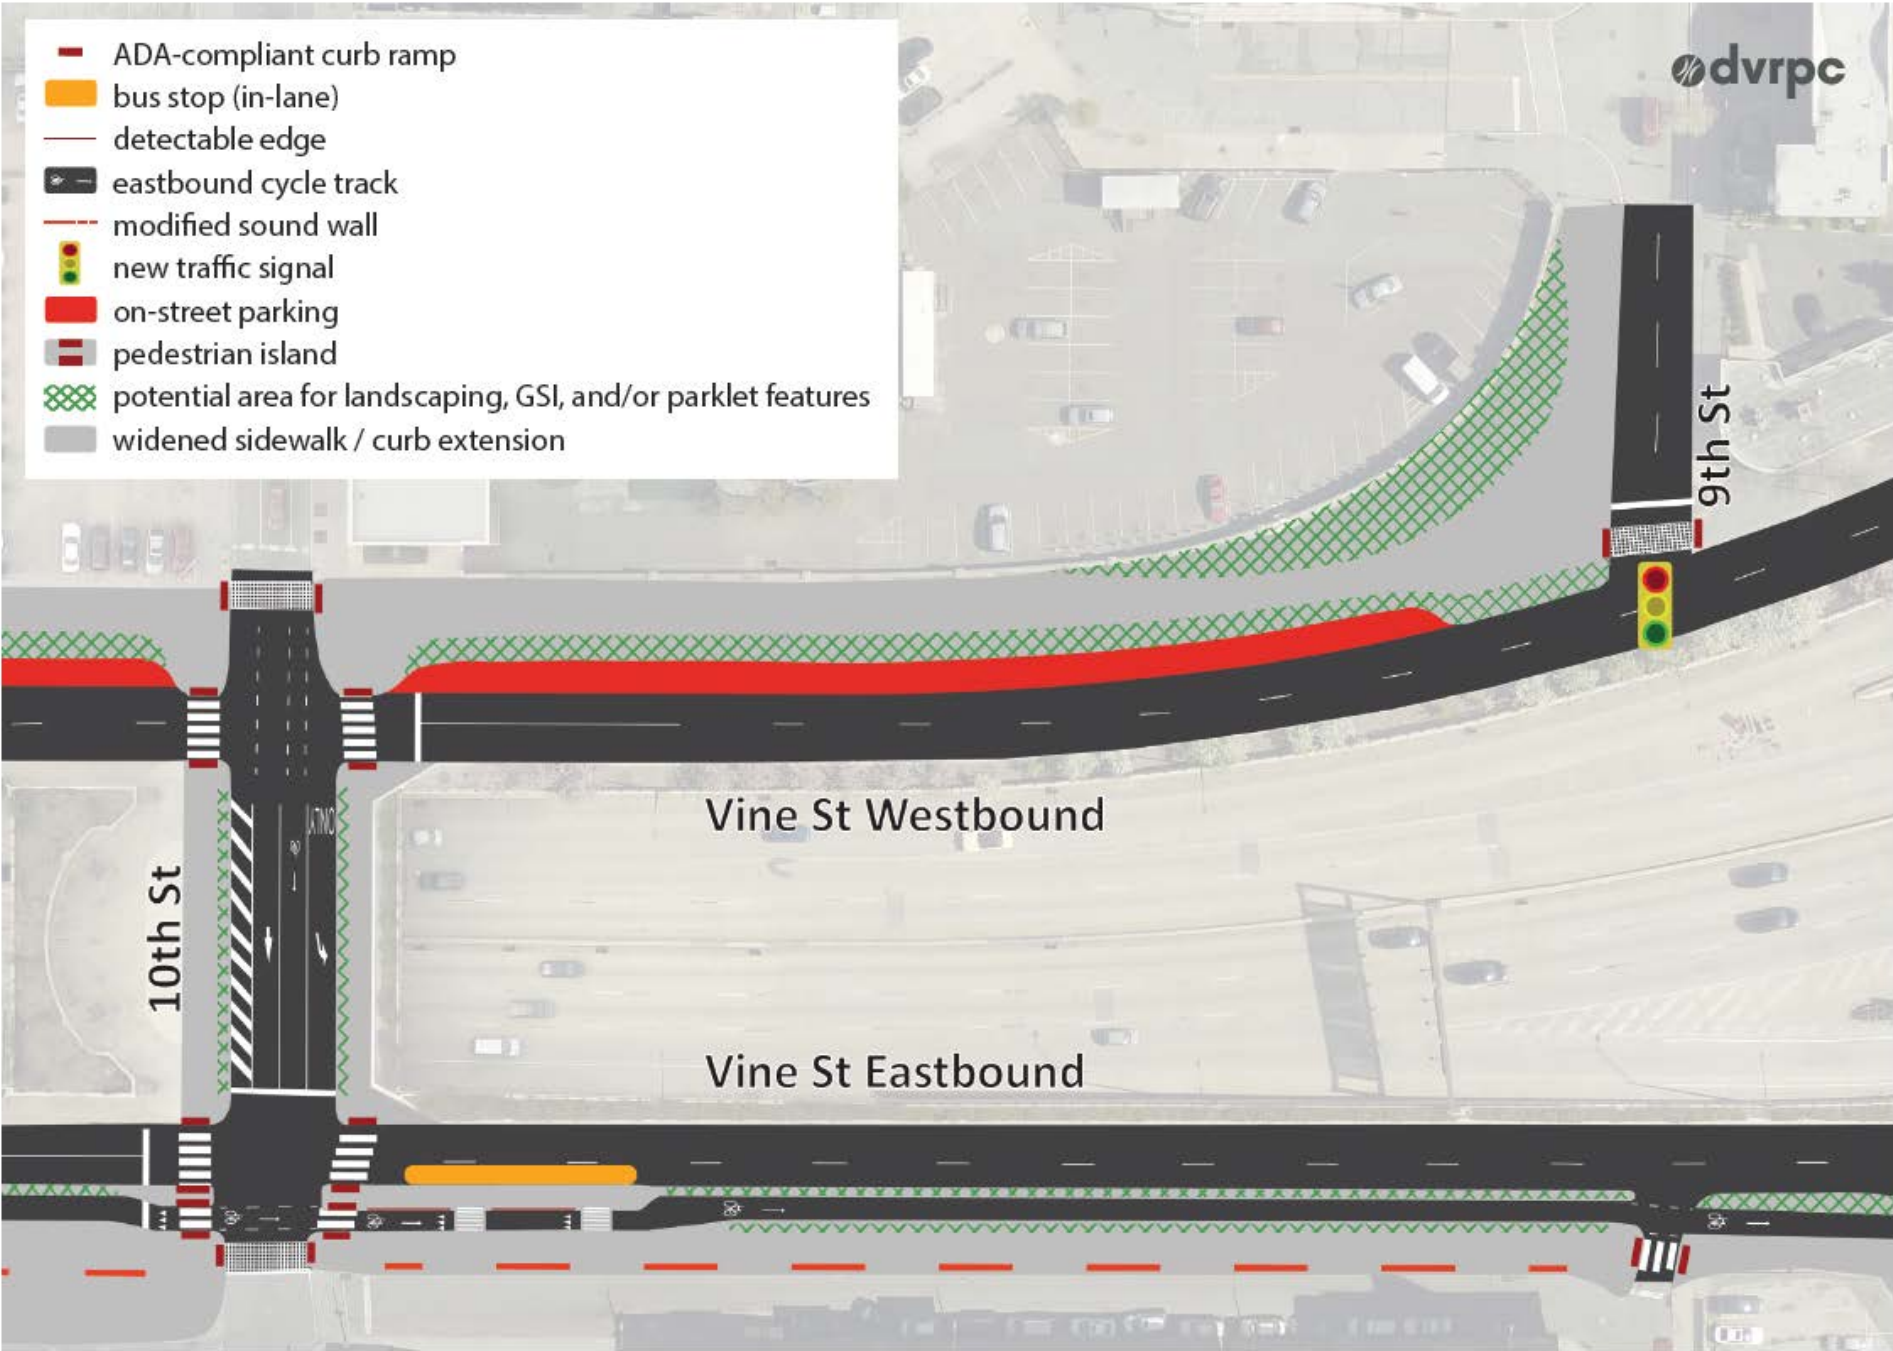 ADA-compliant curb ramp
bus stop (in-lane)
detectable edge
eastbound cycle track
modified sound wall
new traffic signal
on-street parking
pedestrian island
potential area for landscaping, GSI, and/or parklet features
widened sidewalk / curb extension
dvrpc
9th St
ONLY
Vine St Westbound
10th St
Vine St Eastbound